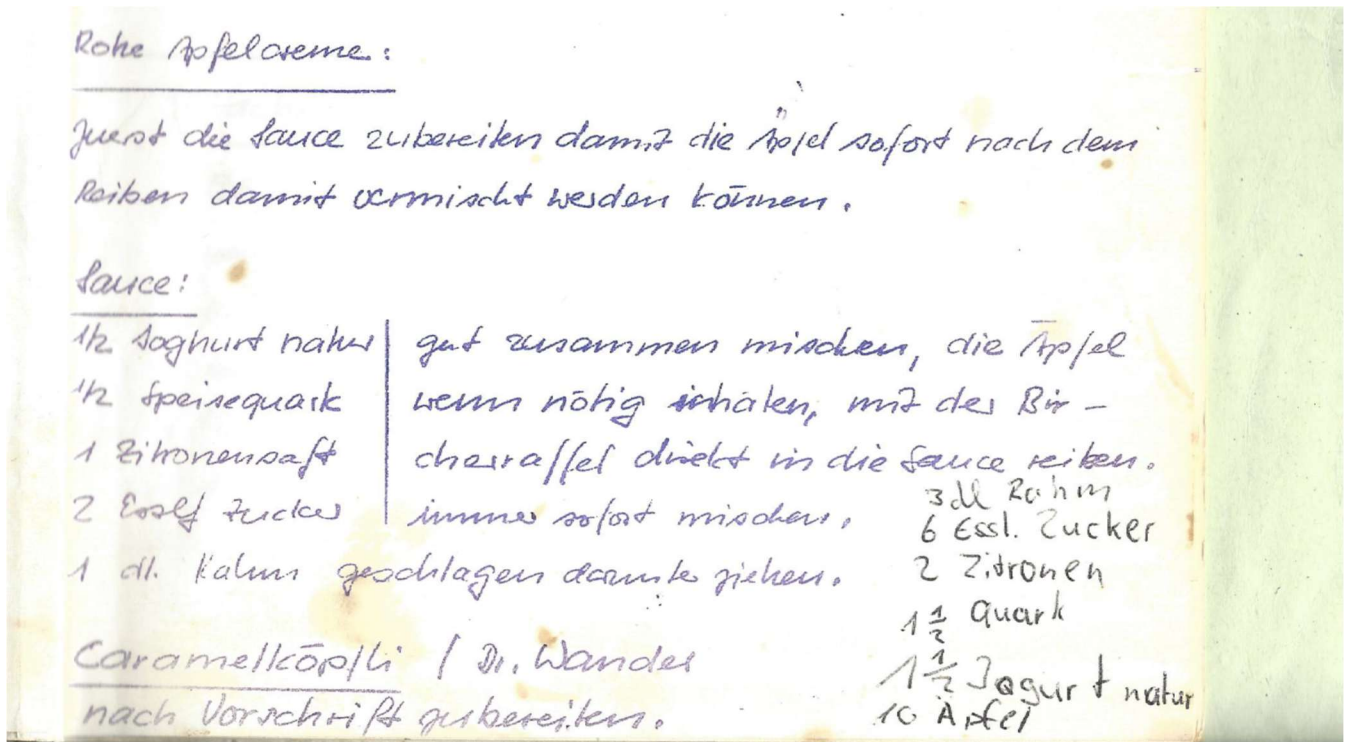 Rohe Apfelcreme:
Zuerst die Sauce zubereiten damit die Äpfel sofort nach dem
Reiben damit vermischt werden können.
Sauce:
1/2 Joghurt natur
1/2 Speisequark
1 Zitronensaft
2 Essl Zucker
gut zusammen mischen, die Äpfel
wenn nötig schälen, mit der Bir-
cherraffel direkt in die Sauce reiben.
immer sofort mischen.
1 dl. Rahm geschlagen darunter ziehen.
3 dl Rahm
6 Essl. Zucker
2 Zitronen
1 1/2 Quark
1 1/2 Jogurt natur
10 Äpfel
Caramelköpfli / Dr. Wander
nach Vorschrift zubereiten.